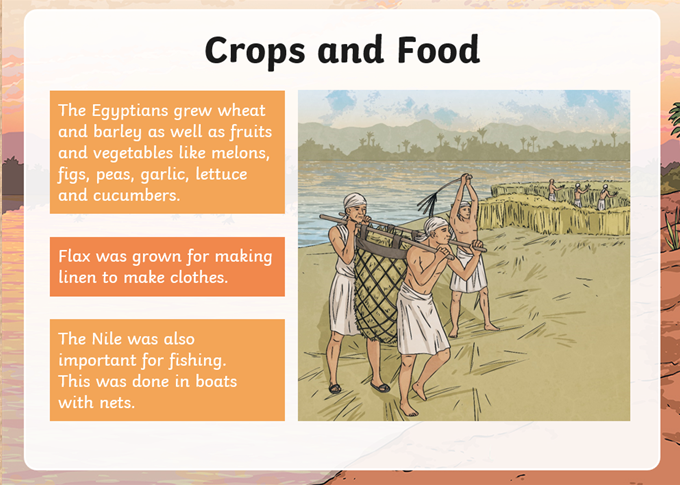 Crops and Food
The Egyptians grew wheat
and barley as well as fruits
and vegetables like melons,
figs, peas, garlic, lettuce
and cucumbers.
Flax was grown for making
linen to make clothes.
The Nile was also
important for fishing.
This was done in boats
with nets.